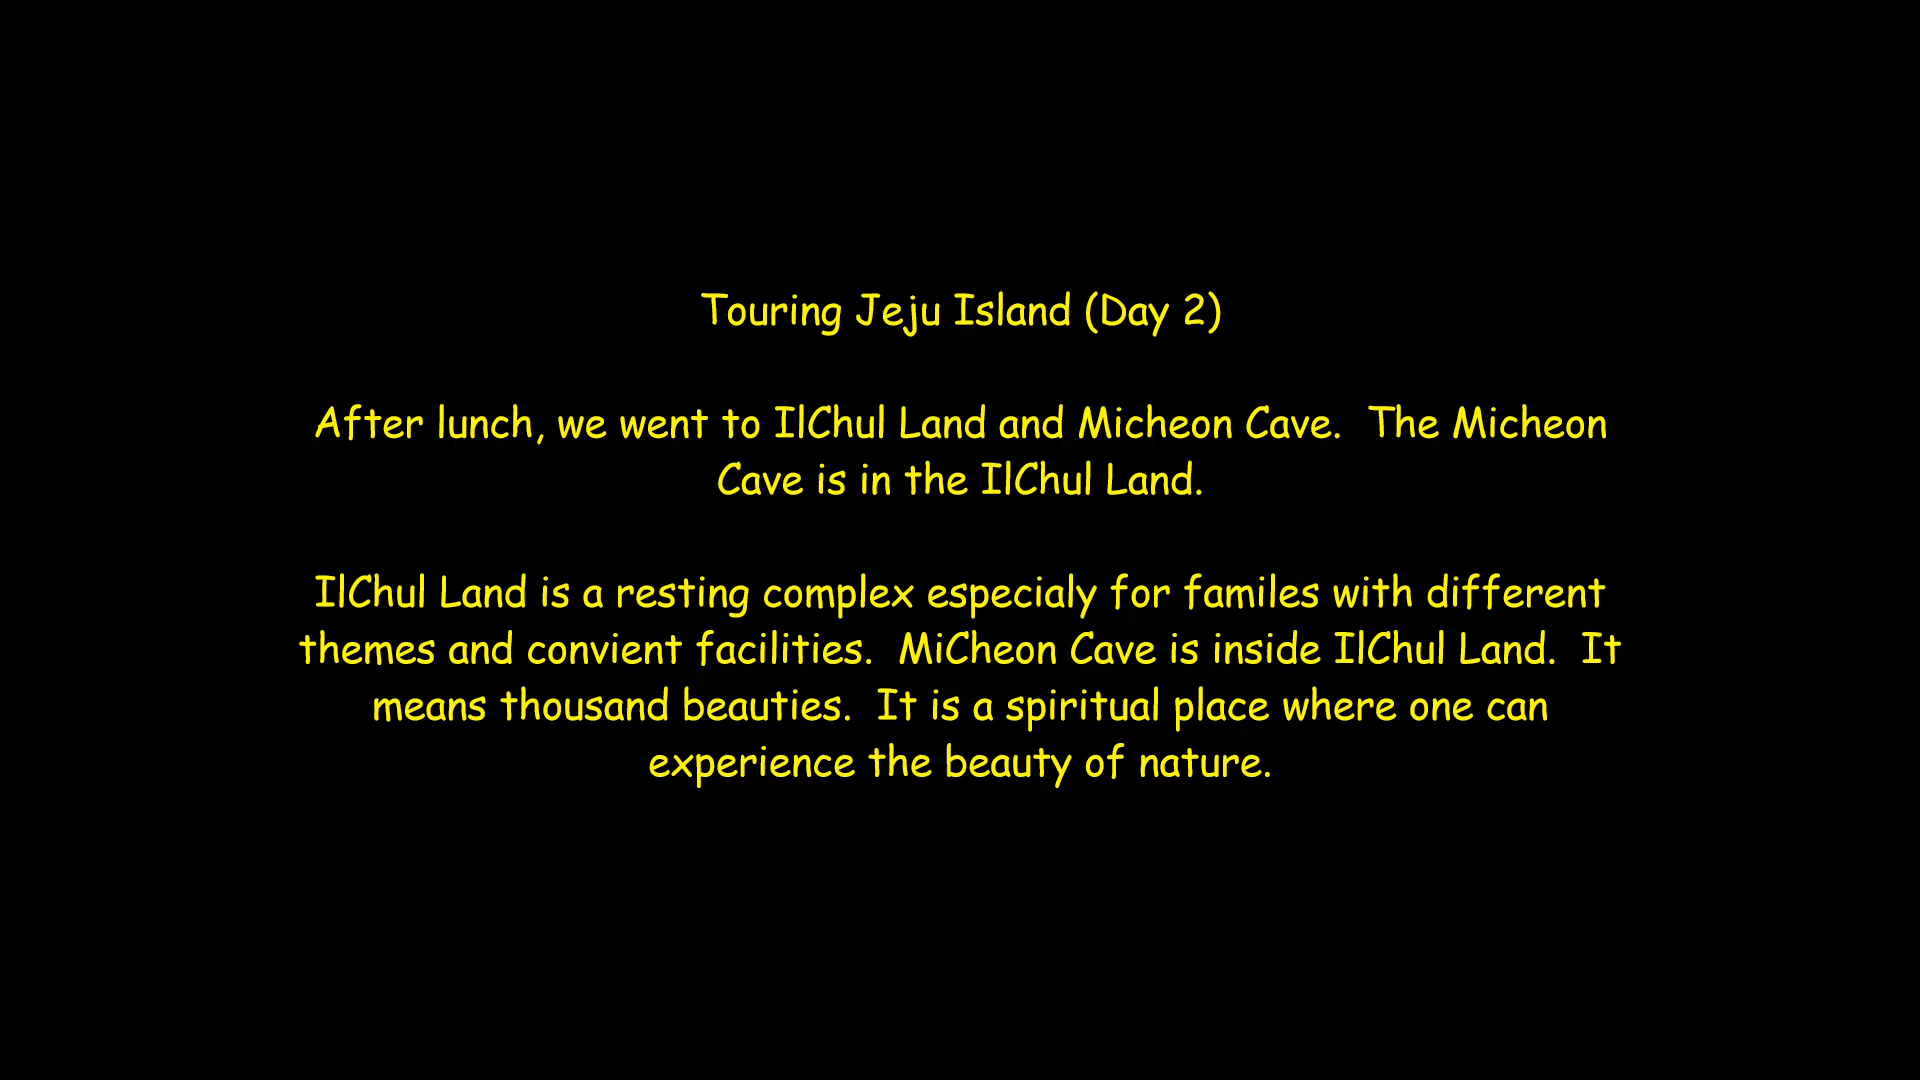 Touring Jeju Island (Day 2)
After lunch, we went to IlChul Land and Micheon Cave.  The Micheon
Cave is in the IlChul Land.
IlChul Land is a resting complex especialy for familes with different
themes and convient facilities.  MiCheon Cave is inside IlChul Land.  It
means thousand beauties.  It is a spiritual place where one can
experience the beauty of nature.